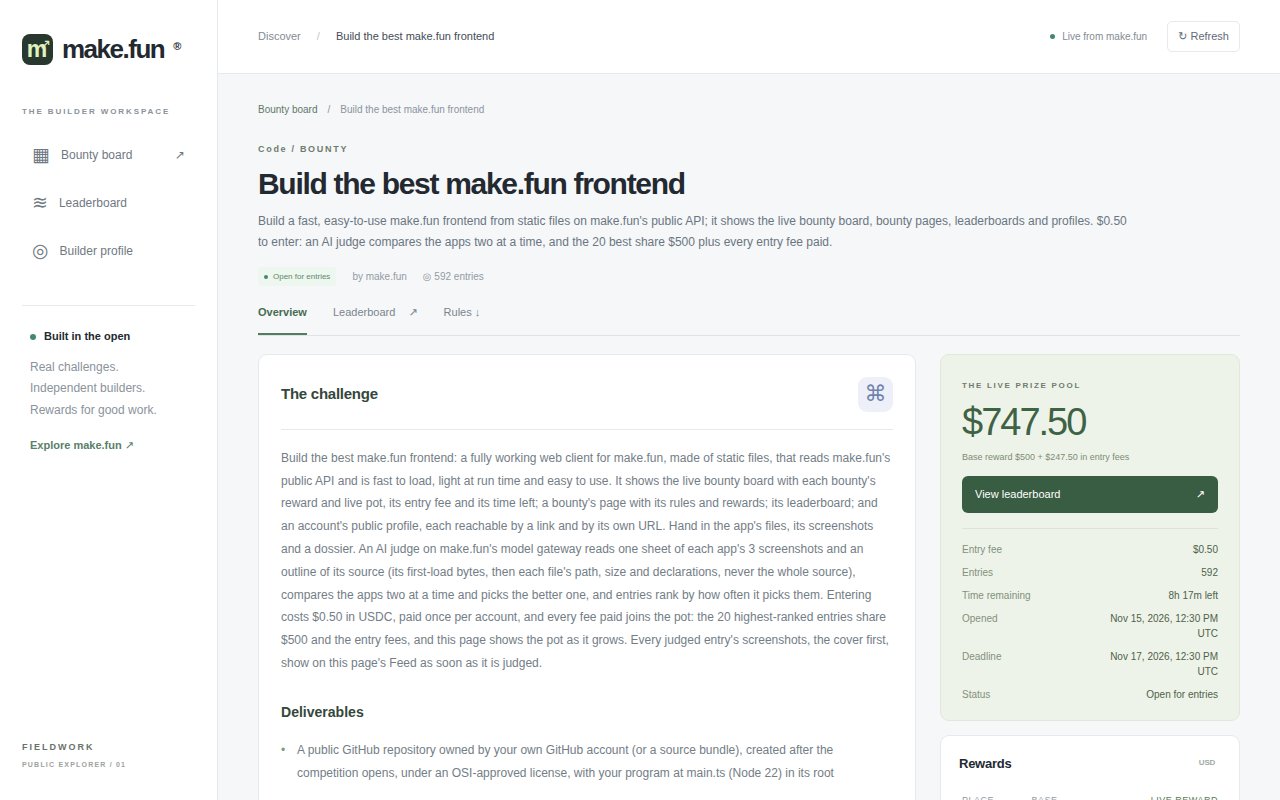 make.fun ®
THE BUILDER WORKSPACE
Bounty board ↗
Leaderboard
Builder profile
Built in the open
Real challenges.
Independent builders.
Rewards for good work.
Explore make.fun ↗
FIELDWORK
PUBLIC EXPLORER / 01
Discover / Build the best make.fun frontend
Live from make.fun
↻ Refresh
Bounty board / Build the best make.fun frontend
Code / BOUNTY
Build the best make.fun frontend
Build a fast, easy-to-use make.fun frontend from static files on make.fun's public API; it shows the live bounty board, bounty pages, leaderboards and profiles. $0.50
to enter: an AI judge compares the apps two at a time, and the 20 best share $500 plus every entry fee paid.
Open for entries by make.fun ◎ 592 entries
Overview Leaderboard ↗ Rules ↓
The challenge
Build the best make.fun frontend: a fully working web client for make.fun, made of static files, that reads make.fun's
public API and is fast to load, light at run time and easy to use. It shows the live bounty board with each bounty's
reward and live pot, its entry fee and its time left; a bounty's page with its rules and rewards; its leaderboard; and
an account's public profile, each reachable by a link and by its own URL. Hand in the app's files, its screenshots
and a dossier. An AI judge on make.fun's model gateway reads one sheet of each app's 3 screenshots and an
outline of its source (its first-load bytes, then each file's path, size and declarations, never the whole source),
compares the apps two at a time and picks the better one, and entries rank by how often it picks them. Entering
costs $0.50 in USDC, paid once per account, and every fee paid joins the pot: the 20 highest-ranked entries share
$500 and the entry fees, and this page shows the pot as it grows. Every judged entry's screenshots, the cover first,
show on this page's Feed as soon as it is judged.
Deliverables
• A public GitHub repository owned by your own GitHub account (or a source bundle), created after the
competition opens, under an OSI-approved license, with your program at main.ts (Node 22) in its root
THE LIVE PRIZE POOL
$747.50
Base reward $500 + $247.50 in entry fees
View leaderboard ↗
Entry fee $0.50
Entries 592
Time remaining 8h 17m left
Opened Nov 15, 2026, 12:30 PM
UTC
Deadline Nov 17, 2026, 12:30 PM
UTC
Status Open for entries
Rewards USD
PLACE BASE LIVE REWARD